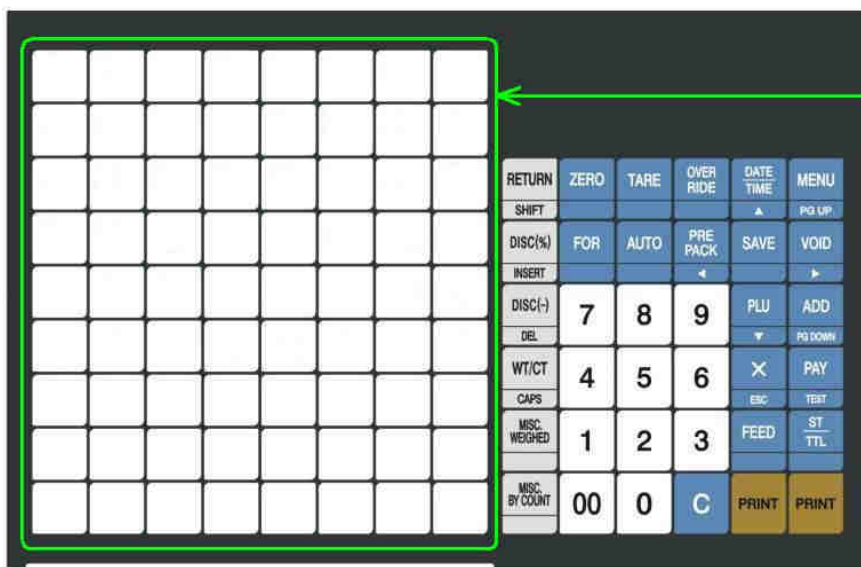 RETURN ZERO TARE OVER RIDE DATE TIME MENU
SHIFT ▲ PG UP
DISC(%) FOR AUTO PRE PACK SAVE VOID
INSERT ◀ ▶
DISC(-) 7 8 9 PLU ADD
DEL ▼ PG DOWN
WT/CT 4 5 6 X PAY
CAPS ESC TEST
MISC. WEIGHED 1 2 3 FEED ST TTL
MISC. BY COUNT 00 0 C PRINT PRINT